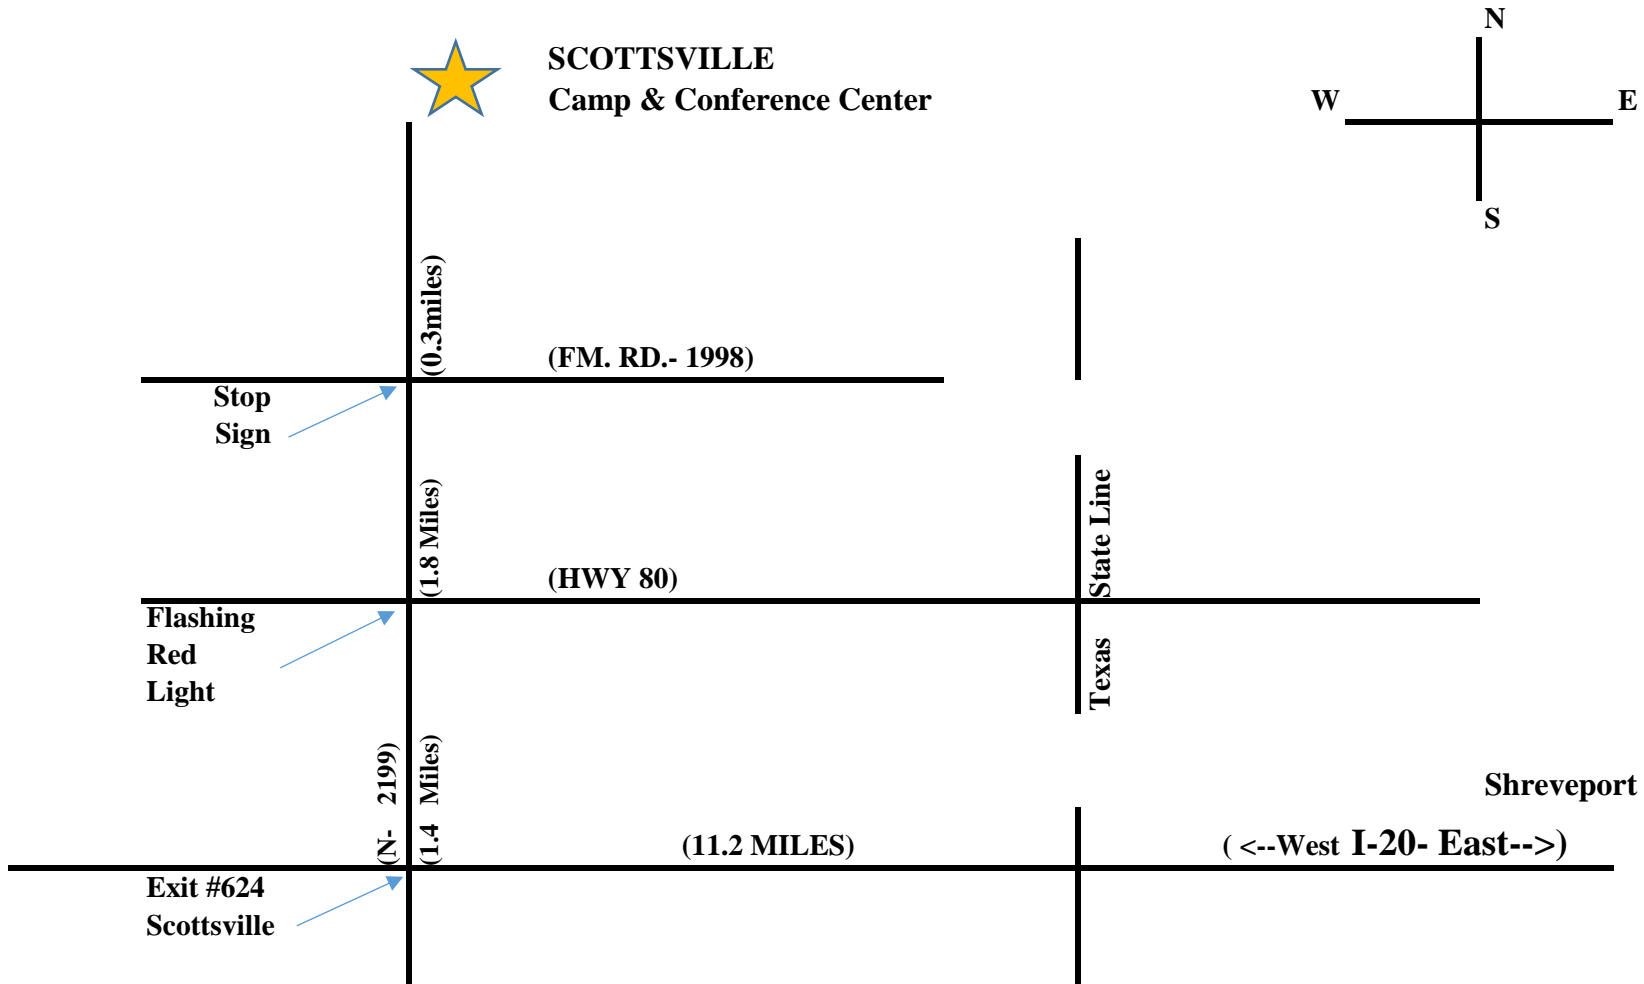 N
SCOTTSVILLE
Camp & Conference Center
W
E
S
(0.3miles)
(FM. RD.- 1998)
Stop
Sign
(1.8 Miles)
State Line
(HWY 80)
Flashing
Red
Light
Texas
(N- 2199)
(1.4 Miles)
Shreveport
(11.2 MILES)
( <--West I-20- East-->)
Exit #624
Scottsville